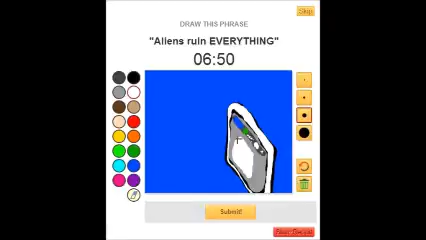 Skip
DRAW THIS PHRASE
"Aliens ruin EVERYTHING"
06:50
Submit!